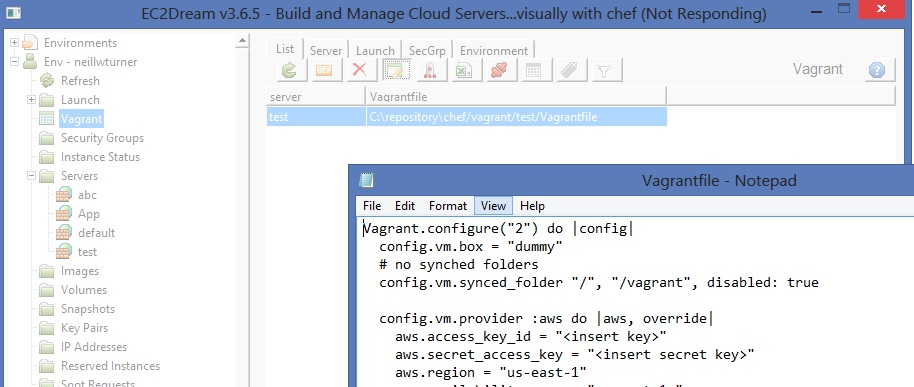 EC2Dream v3.6.5 - Build and Manage Cloud Servers...visually with chef (Not Responding)
Environments
Env - neillwturner
Refresh
Launch
Vagrant
Security Groups
Instance Status
Servers
abc
App
default
test
Images
Volumes
Snapshots
Key Pairs
IP Addresses
Reserved Instances
Spot Requests
List Server Launch SecGrp Environment
Vagrant
server Vagrantfile
test C:\repository\chef/vagrant/test/Vagrantfile
Vagrantfile - Notepad
File Edit Format View Help
Vagrant.configure("2") do |config|
config.vm.box = "dummy"
# no synched folders
config.vm.synced_folder "/", "/vagrant", disabled: true
config.vm.provider :aws do |aws, override|
aws.access_key_id = "<insert key>"
aws.secret_access_key = "<insert secret key>"
aws.region = "us-east-1"